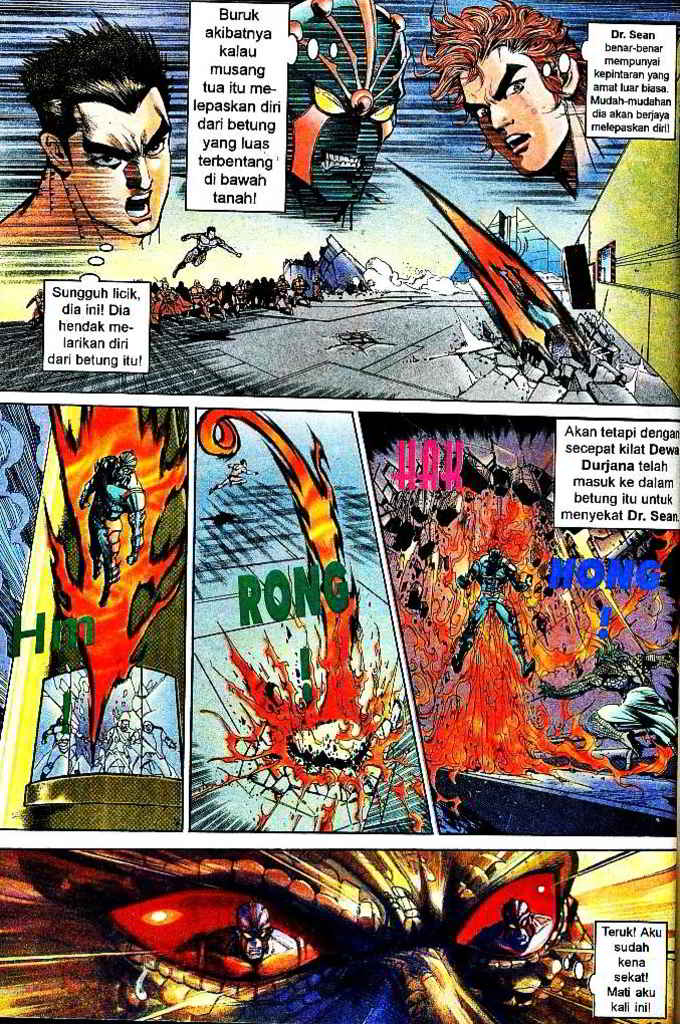 Buruk
akibatnya
kalau
musang
tua itu me-
lepaskan diri
dari betung
yang luas
terbentang
di bawah
tanah!
Dr. Sean
benar-benar
mempunyai
kepintaran yang
amat luar biasa.
Mudah-mudahan
dia akan berjaya
melepaskan diri!
Sungguh licik,
dia ini! Dia
hendak me-
larikan diri
dari betung itu!
Hm
!
RONG
!
HAK
Akan tetapi dengan
secepat kilat Dewa
Durjana telah
masuk ke dalam
betung itu untuk
menyekat Dr. Sean.
HONG
!
Teruk! Aku
sudah
kena
sekat!
Mati aku
kali ini!